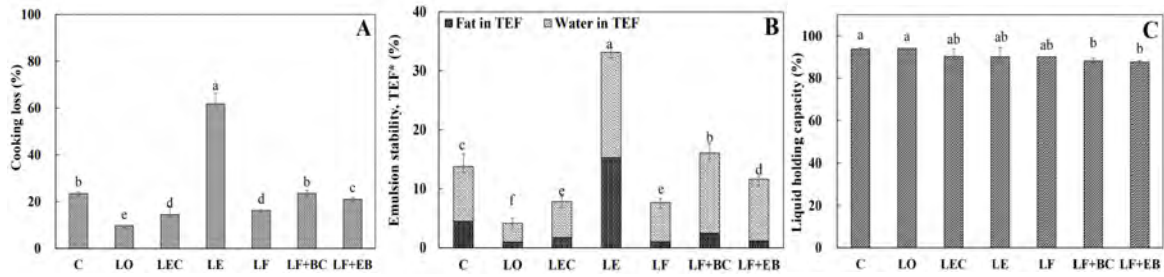 A
Cooking loss (%)
100
80
60
40
20
0
b
e
d
a
d
b
c
C LO LEC LE LF LF+BC LF+EB
B
Fat in TEF Water in TEF
Emulsion stability, TEF* (%)
40
30
20
10
0
c
f
e
a
e
b
d
C LO LEC LE LF LF+BC LF+EB
C
Liquid holding capacity (%)
100
80
60
40
20
0
a
a
ab
ab
ab
b
b
C LO LEC LE LF LF+BC LF+EB